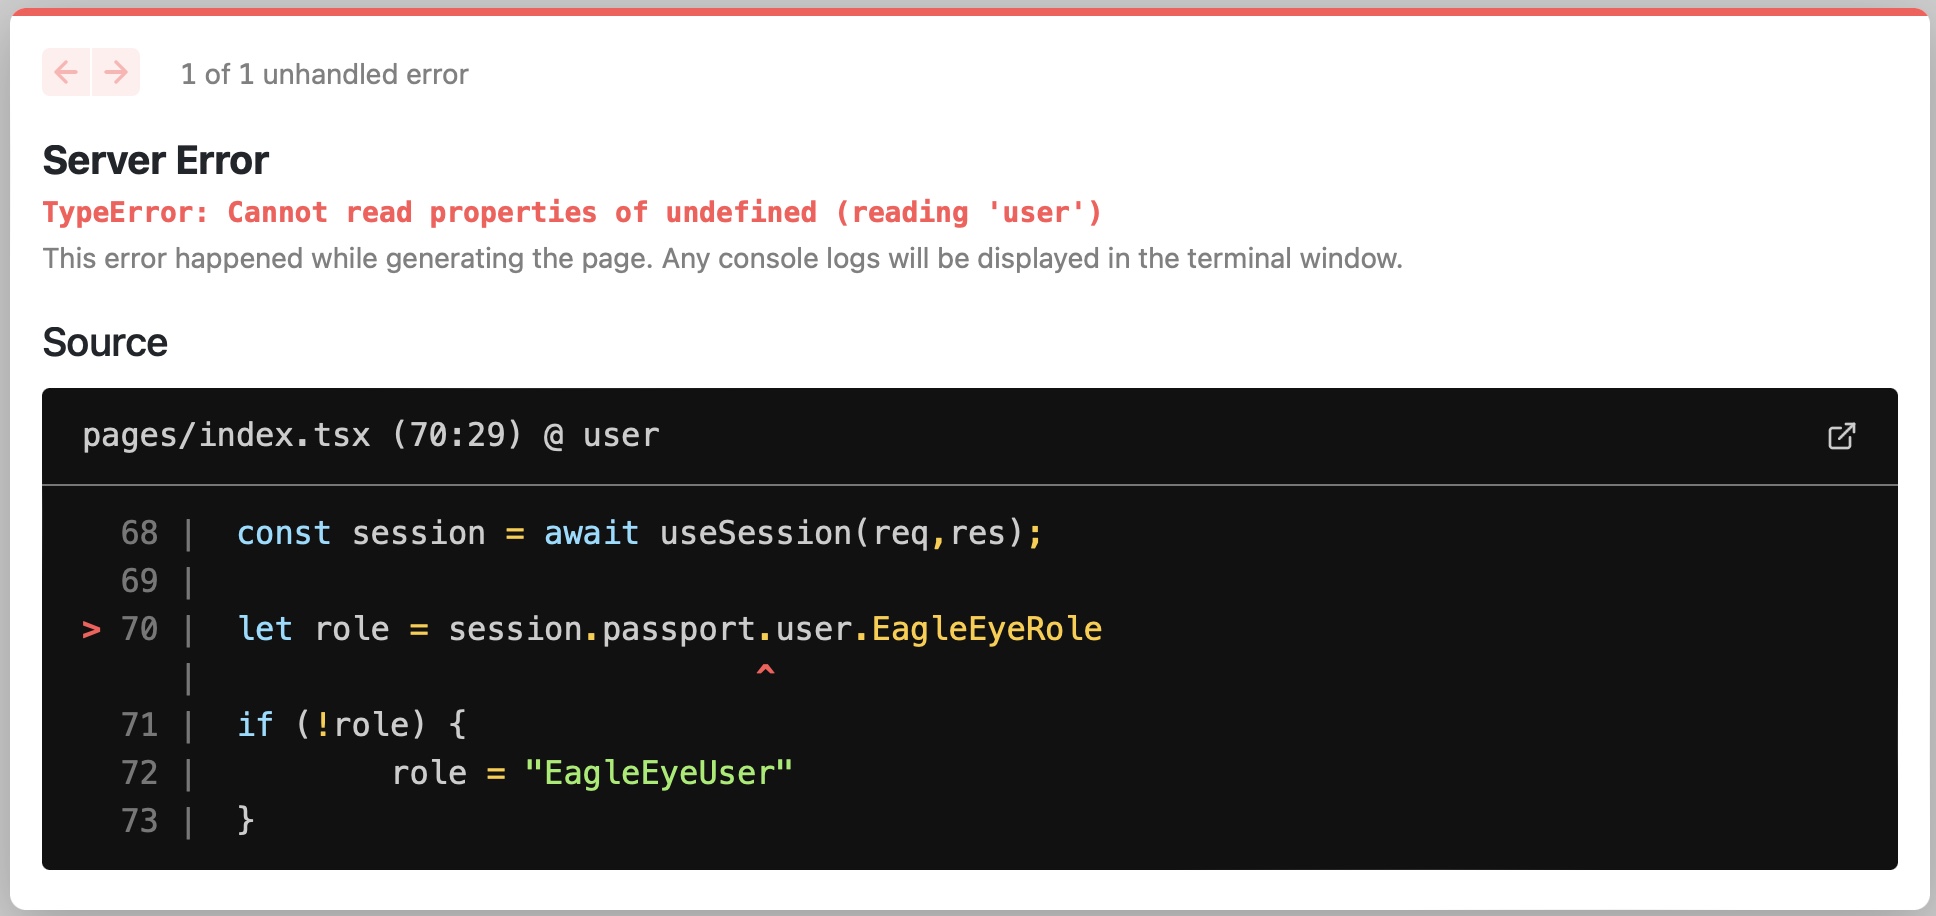 1 of 1 unhandled error
Server Error
TypeError: Cannot read properties of undefined (reading 'user')
This error happened while generating the page. Any console logs will be displayed in the terminal window.
Source
pages/index.tsx (70:29) @ user
68 |  const session = await useSession(req,res);
69 |
> 70 |  let role = session.passport.user.EagleEyeRole
|                              ^
71 |  if (!role) {
72 |          role = "EagleEyeUser"
73 |  }